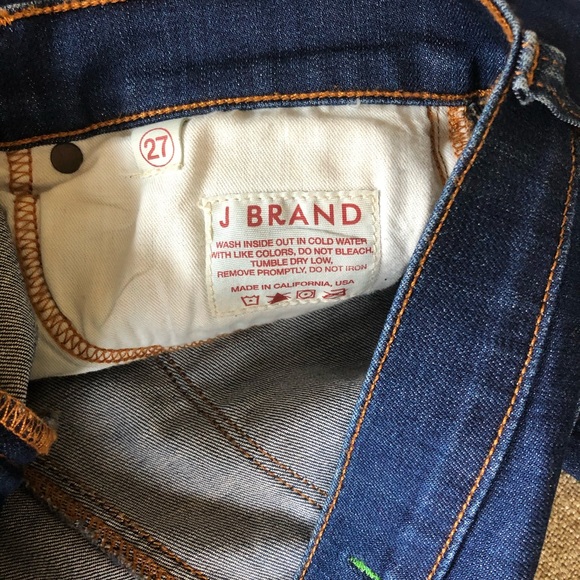 27
J BRAND
WASH INSIDE OUT IN COLD WATER
WITH LIKE COLORS, DO NOT BLEACH,
TUMBLE DRY LOW,
REMOVE PROMPTLY, DO NOT IRON
MADE IN CALIFORNIA, USA